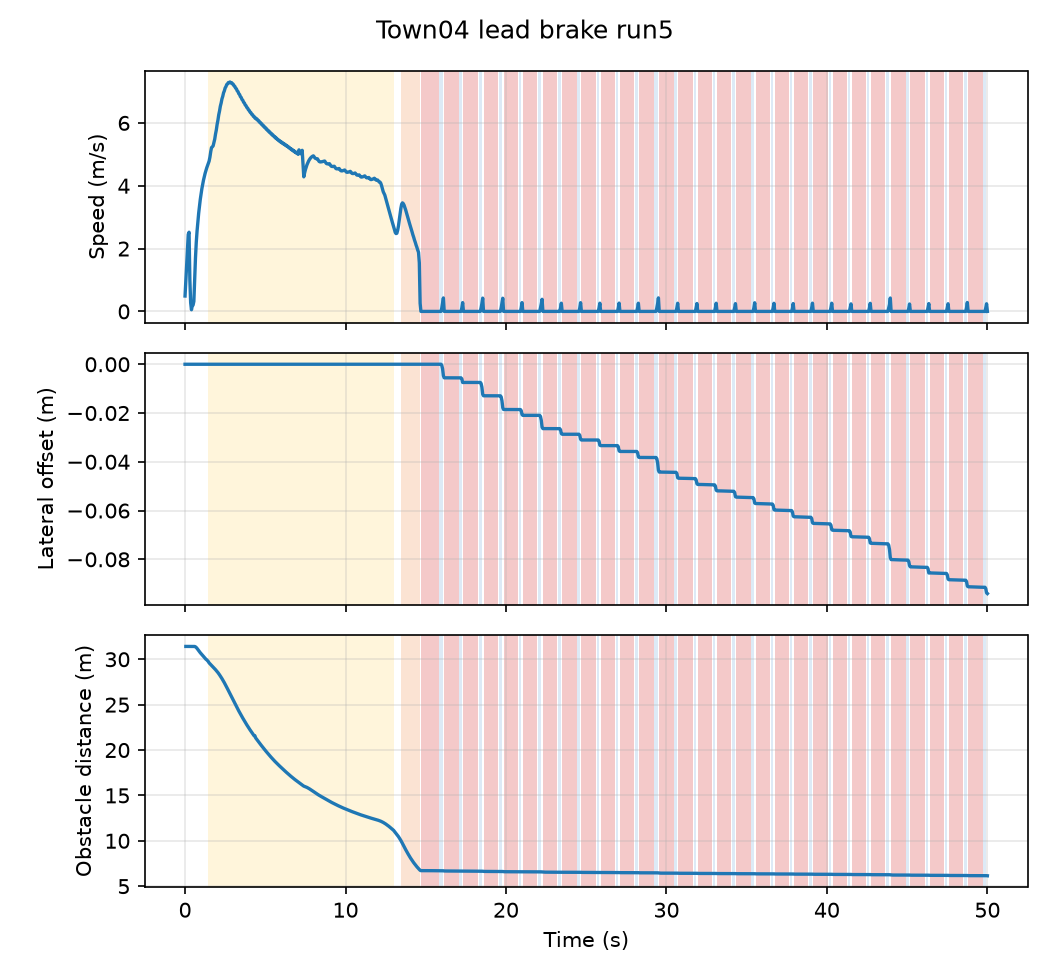 Town04 lead brake run5
Speed (m/s)
6
4
2
0
Lateral offset (m)
0.00
−0.02
−0.04
−0.06
−0.08
Obstacle distance (m)
30
25
20
15
10
5
0 10 20 30 40 50
Time (s)